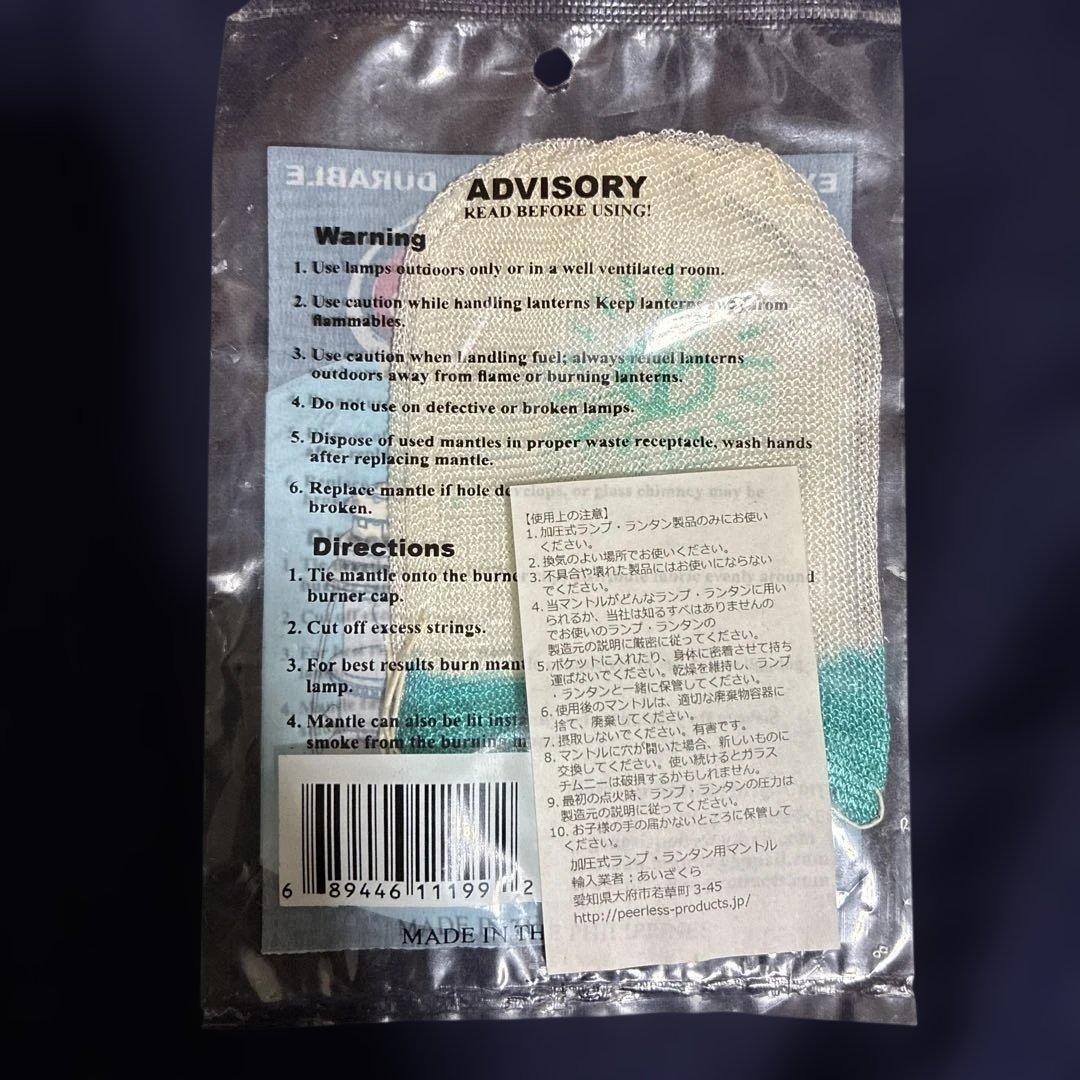 EX
DURABLE
ADVISORY
READ BEFORE USING!
Warning
1. Use lamps outdoors only or in a well ventilated room.
2. Use caution while handling lanterns Keep lanterns from
flammables.
3. Use caution when handling fuel; always refuel lanterns
outdoors away from flame or burning lanterns.
4. Do not use on defective or broken lamps.
5. Dispose of used mantles in proper waste receptacle, wash hands
after replacing mantle.
6. Replace mantle if hole develops, or glass chimney may be
broken.
Directions
1. Tie mantle onto the burner fabric evenly around
burner cap.
2. Cut off excess strings.
3. For best results burn mant
lamp.
4. Mantle can also be lit insta
smoke from the burning m
6 89446 11199 2
MADE IN TH
【使用上の注意】
1. 加圧式ランプ・ランタン製品のみにお使い
ください。
2. 換気のよい場所でお使いください。
3. 不具合や壊れた製品にはお使いにならない
でください。
4. 当マントルがどんなランプ・ランタンに用い
られるか、当社は知るすべはありませんの
でお使いのランプ・ランタンの
製造元の説明に厳密に従ってください。
5. ポケットに入れたり、身体に密着させて持ち
運ばないでください。乾燥を維持し、ランプ
・ランタンと一緒に保管してください。
6. 使用後のマントルは、適切な廃棄物容器に
捨て、廃棄してください。
7. 摂取しないでください。有害です。
8. マントルに穴が開いた場合、新しいものに
交換してください。使い続けるとガラス
チムニーは破損するかもしれません。
9. 最初の点火時、ランプ・ランタンの圧力は
製造元の説明に従ってください。
10. お子様の手の届かないところに保管して
ください。
加圧式ランプ・ランタン用マントル
輸入業者：あいざくら
愛知県大府市若草町 3-45
http://peerless-products.jp/